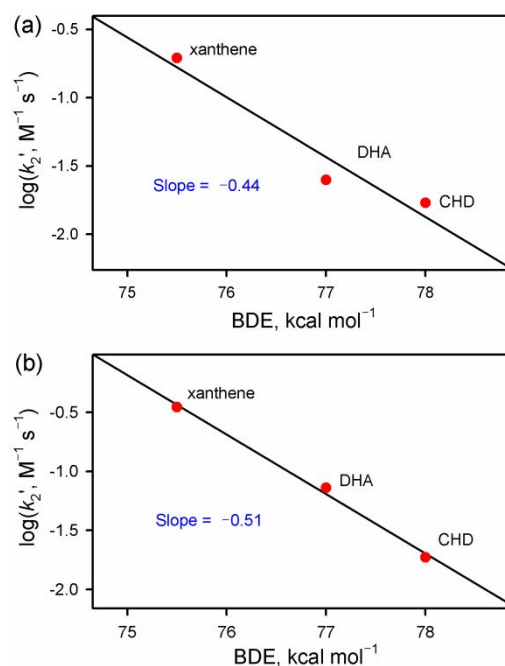 (a)
-0.5
-1.0
-1.5
-2.0
log(k₂', M⁻¹ s⁻¹)
xanthene
DHA
CHD
Slope = −0.44
75 76 77 78
BDE, kcal mol⁻¹
(b)
-0.5
-1.0
-1.5
-2.0
log(k₂', M⁻¹ s⁻¹)
xanthene
DHA
CHD
Slope = −0.51
75 76 77 78
BDE, kcal mol⁻¹